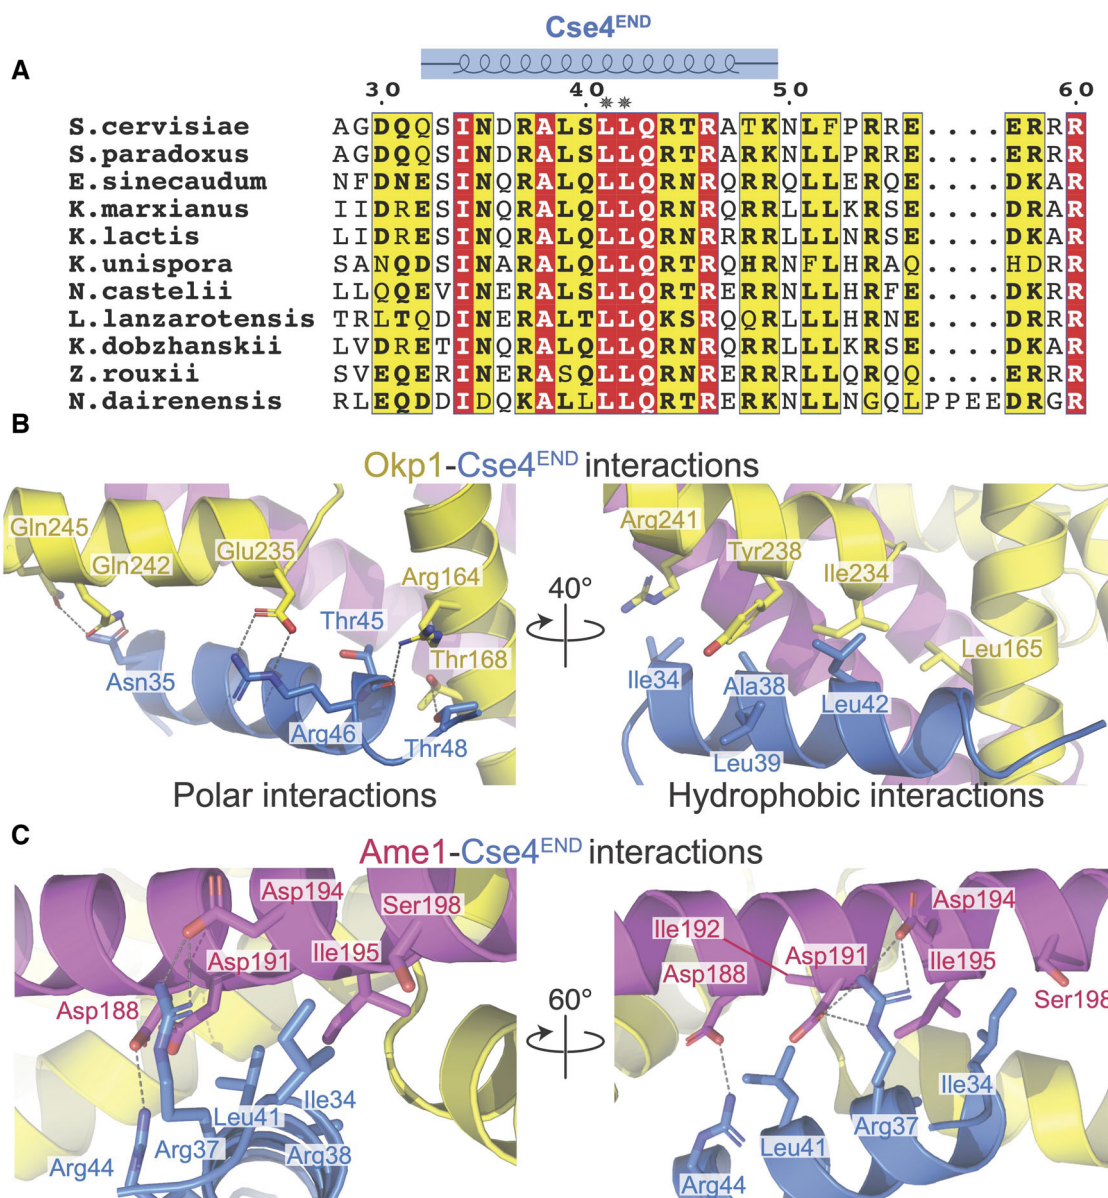 Cse4END
A
30 40 50 60
✵✵
S.cervisiae AGDQQSINDRALSLLQRTRATKNLFPRRE....ERRR
S.paradoxus AGDQQSINDRALSLLQRTRARKNLLPRRE....ERRR
E.sinecaudum NFDNESINQRALQLLQRNRQRRQLLERQE....DKAR
K.marxianus IIDRESINQRALQLLQRNRQRRLLLKRSE....DKAR
K.lactis LIDRESINQRALQLLQRNRRRRLLLNRSE....DKAR
K.unispora SANQDSINARALQLLQRTRQHRNFLHRAQ....HDRR
N.castelii LLQQEVINERALSLLQRTRERRNLLHRFE....DKRR
L.lanzarotensis TRLTQDINERALTLLQKSRQQRLLLHRNE....DRRR
K.dobzhanskii LVDRETINQRALQLLQRNRQRRLLLKRSE....DKAR
Z.rouxii SVEQERINERASQLLQRNRERRRLLQRQQ....ERRR
N.dairenensis RLEQDDIDQKALLLLQRTRERKNLLNGQLPPEEDRGR
B
Okp1-Cse4END interactions
Gln245
Gln242
Glu235
Arg164
Thr45
Thr168
Asn35
Arg46
Thr48
Polar interactions
40°
Arg241
Tyr238
Ile234
Leu165
Ile34
Ala38
Leu42
Leu39
Hydrophobic interactions
C
Ame1-Cse4END interactions
Asp194
Ser198
Ile195
Asp191
Asp188
Ile34
Leu41
Arg37
Arg38
Arg44
60°
Asp194
Ile192
Asp191
Ile195
Asp188
Ser198
Ile34
Arg37
Leu41
Arg44